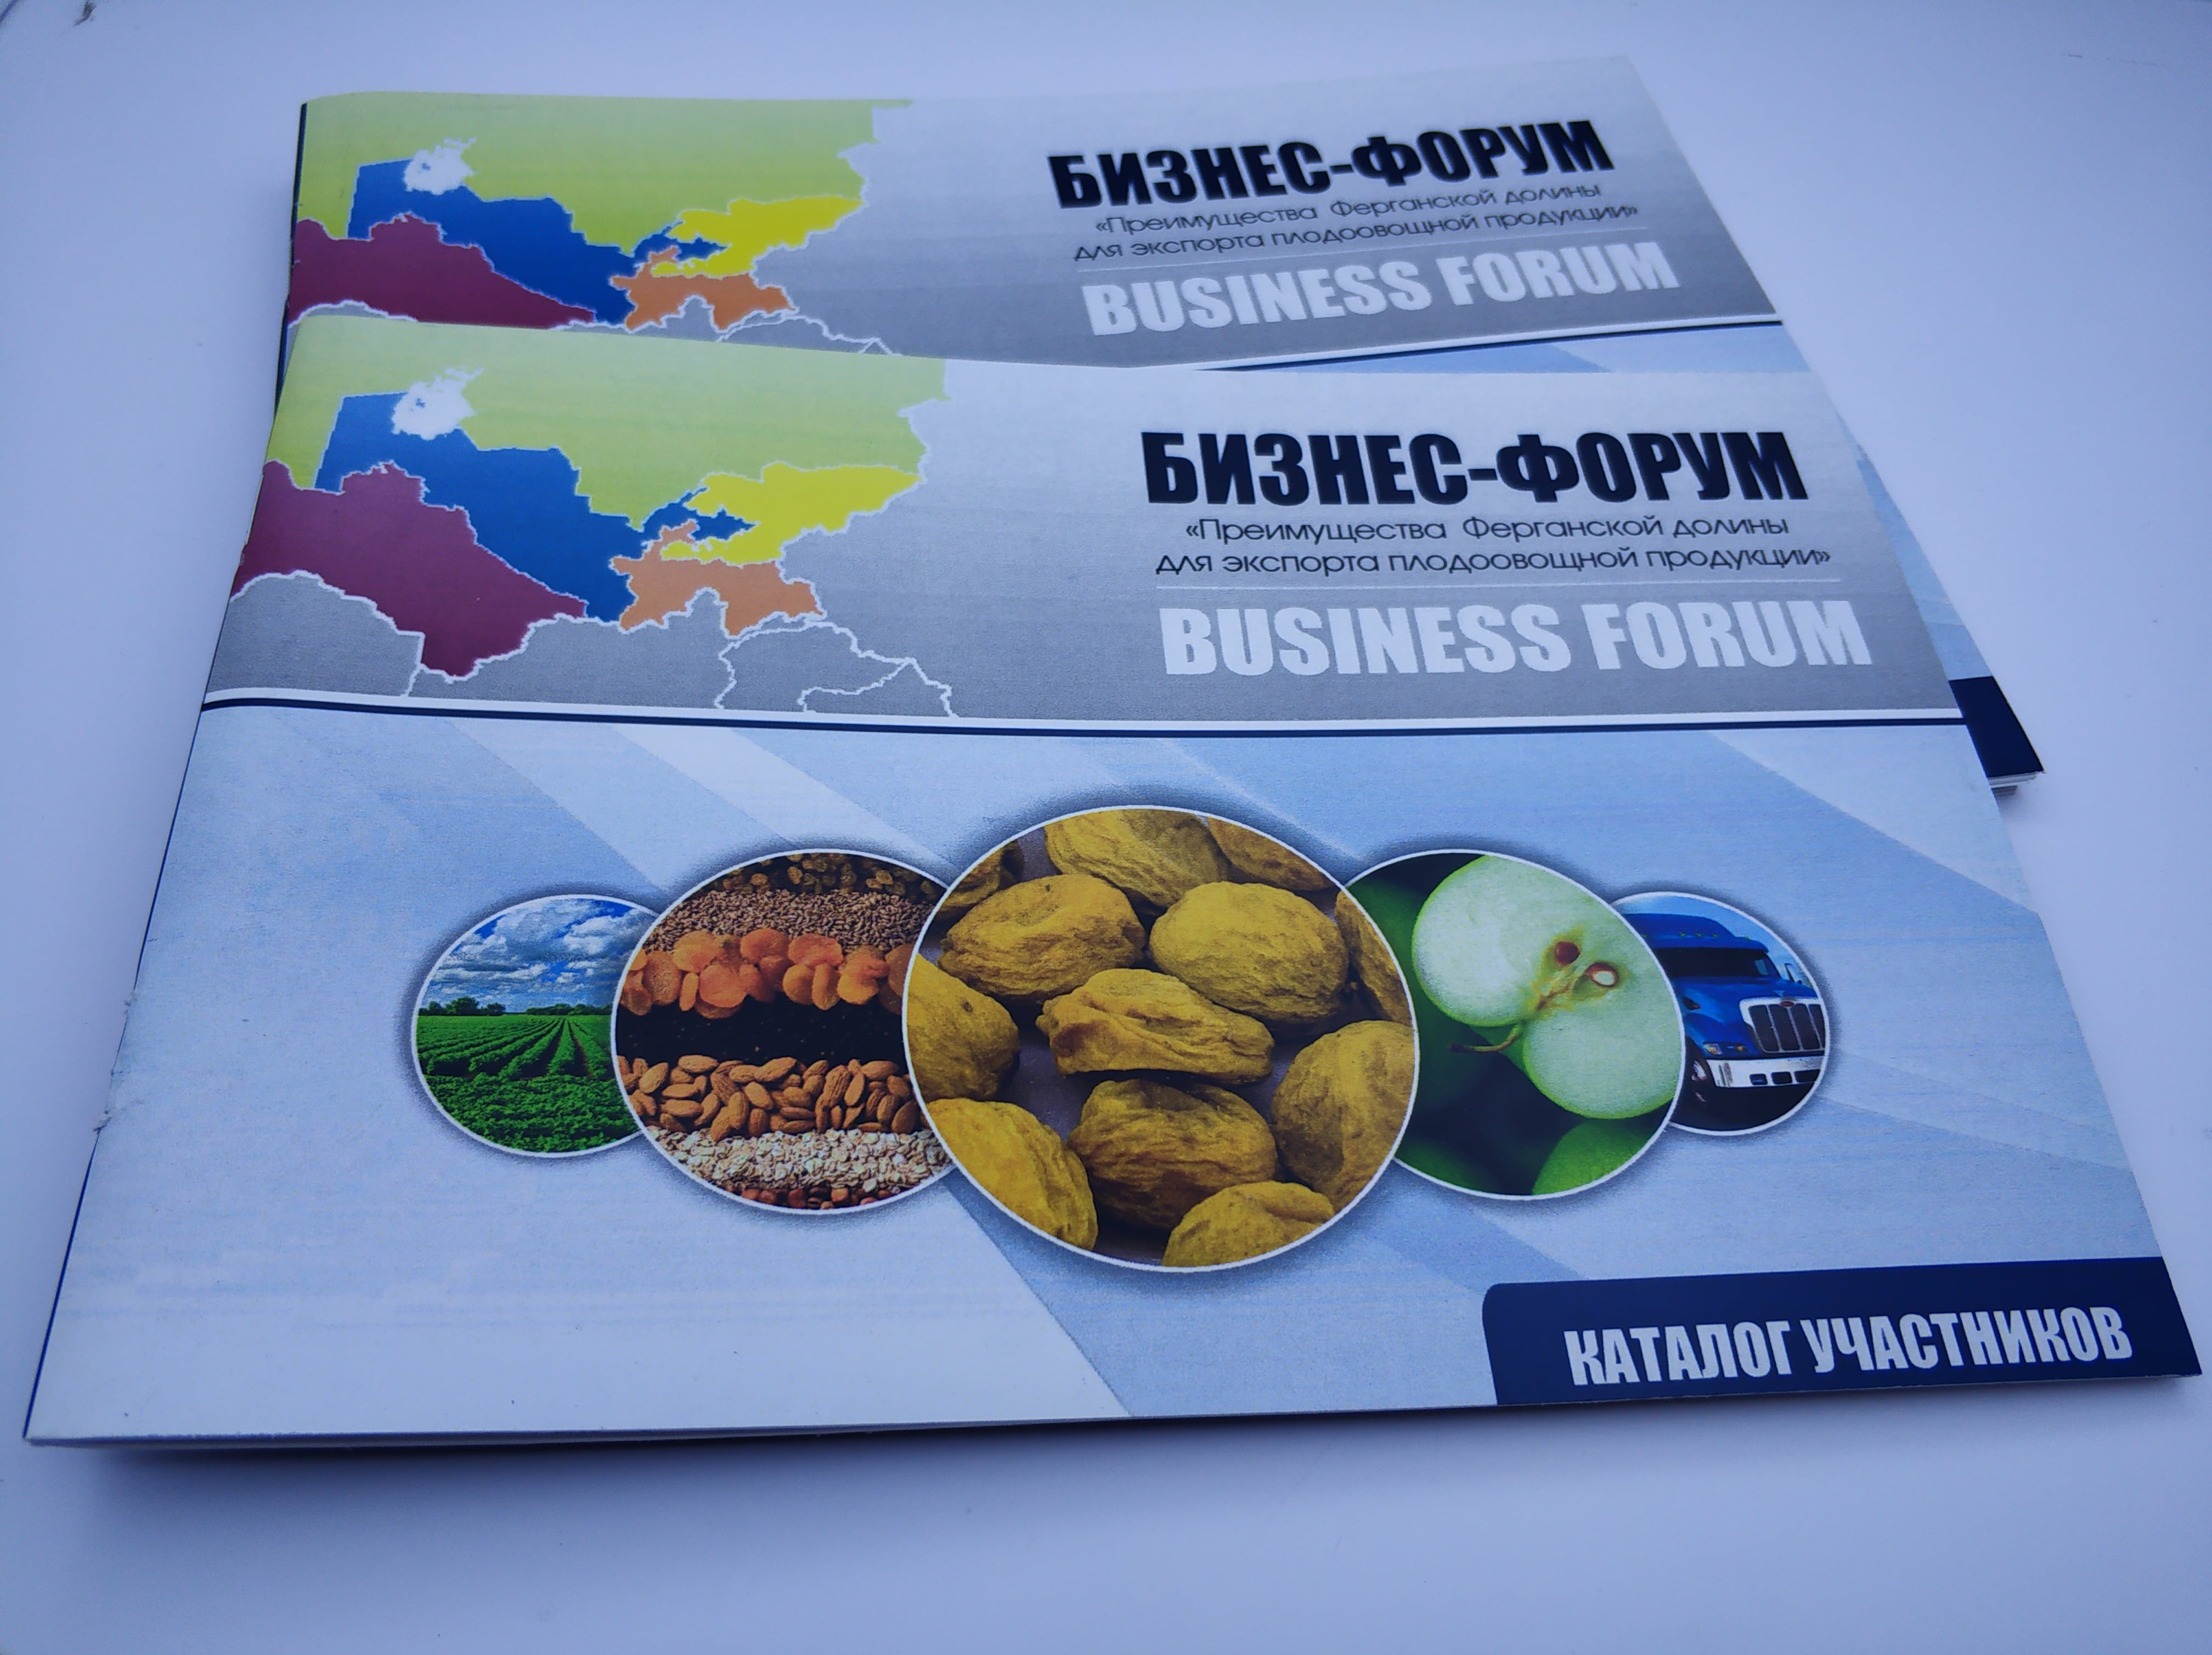 БИЗНЕС-ФОРУМ
«Преимущества Ферганской долины
для экспорта плодоовощной продукции»
BUSINESS FORUM
БИЗНЕС-ФОРУМ
«Преимущества Ферганской долины
для экспорта плодоовощной продукции»
BUSINESS FORUM
КАТАЛОГ УЧАСТНИКОВ